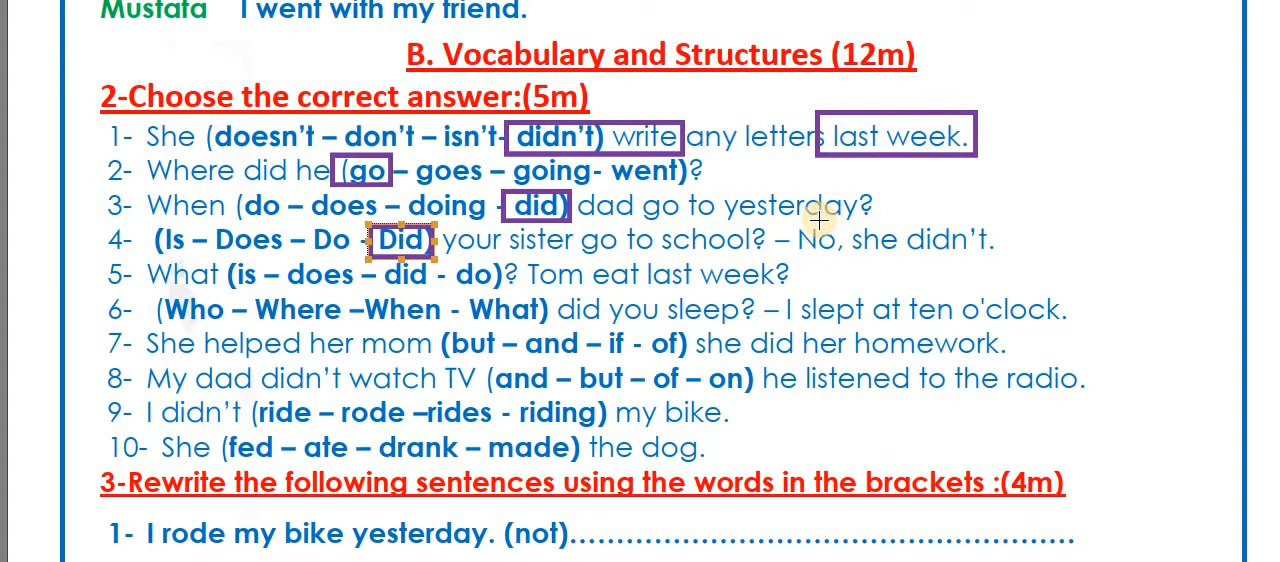 Mustafa I went with my friend.
B. Vocabulary and Structures (12m)
2-Choose the correct answer:(5m)
1- She (doesn't – don't – isn't- didn't) write any letters last week.
2- Where did he (go – goes – going- went)?
3- When (do – does – doing - did) dad go to yesterday?
4- (Is – Does – Do - Did) your sister go to school? – No, she didn't.
5- What (is – does – did - do)? Tom eat last week?
6- (Who – Where –When - What) did you sleep? – I slept at ten o'clock.
7- She helped her mom (but – and – if - of) she did her homework.
8- My dad didn't watch TV (and – but – of – on) he listened to the radio.
9- I didn't (ride – rode –rides - riding) my bike.
10- She (fed – ate – drank – made) the dog.
3-Rewrite the following sentences using the words in the brackets :(4m)
1- I rode my bike yesterday. (not)......................................................